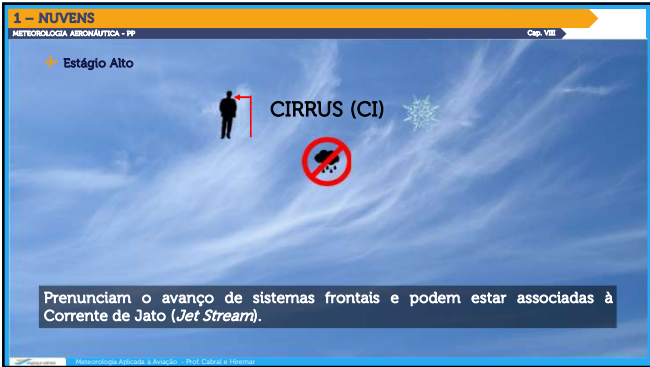 1 – NUVENS
METEOROLOGIA AERONÁUTICA - PP
Cap. VIII
Estágio Alto
CIRRUS (CI)
Prenunciam o avanço de sistemas frontais e podem estar associadas à
Corrente de Jato (Jet Stream).
Meteorologia Aplicada à Aviação - Prof. Cabral e Hiremar